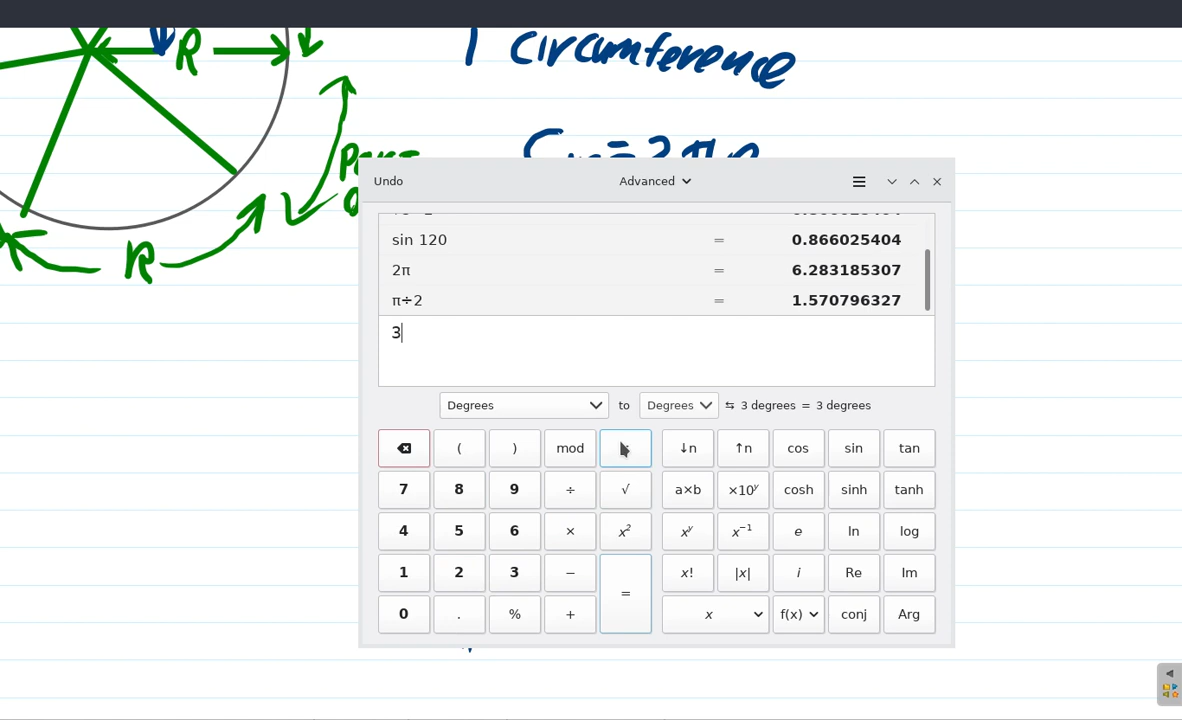 R
Circumference
R
Undo
Advanced
sin 120 = 0.866025404
2π = 6.283185307
π÷2 = 1.570796327
3
Degrees to Degrees ⇆ 3 degrees = 3 degrees
( ) mod ↓n ↑n cos sin tan
7 8 9 ÷ √ a×b ×10ʸ cosh sinh tanh
4 5 6 × x² xʸ x⁻¹ e ln log
1 2 3 − = x! |x| i Re Im
0 . % + x f(x) conj Arg